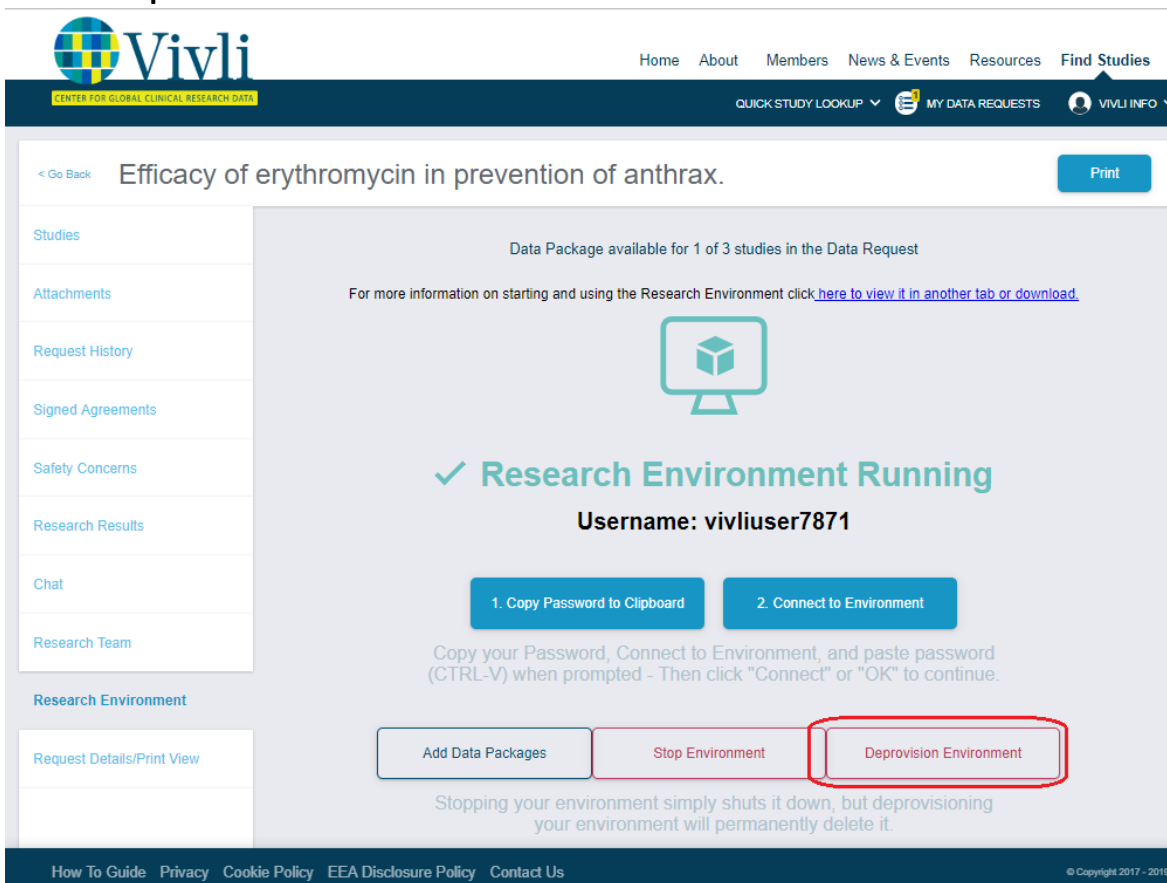 Vivli
CENTER FOR GLOBAL CLINICAL RESEARCH DATA
Home About Members News & Events Resources Find Studies
QUICK STUDY LOOKUP 1 MY DATA REQUESTS VIVLI INFO
< Go Back Efficacy of erythromycin in prevention of anthrax. Print
Studies
Attachments
Request History
Signed Agreements
Safety Concerns
Research Results
Chat
Research Team
Research Environment
Request Details/Print View
Data Package available for 1 of 3 studies in the Data Request
For more information on starting and using the Research Environment click here to view it in another tab or download.
Research Environment Running
Username: vivliuser7871
1. Copy Password to Clipboard 2. Connect to Environment
Copy your Password, Connect to Environment, and paste password
(CTRL-V) when prompted - Then click "Connect" or "OK" to continue.
Add Data Packages Stop Environment Deprovision Environment
Stopping your environment simply shuts it down, but deprovisioning
your environment will permanently delete it.
How To Guide Privacy Cookie Policy EEA Disclosure Policy Contact Us © Copyright 2017 - 2019